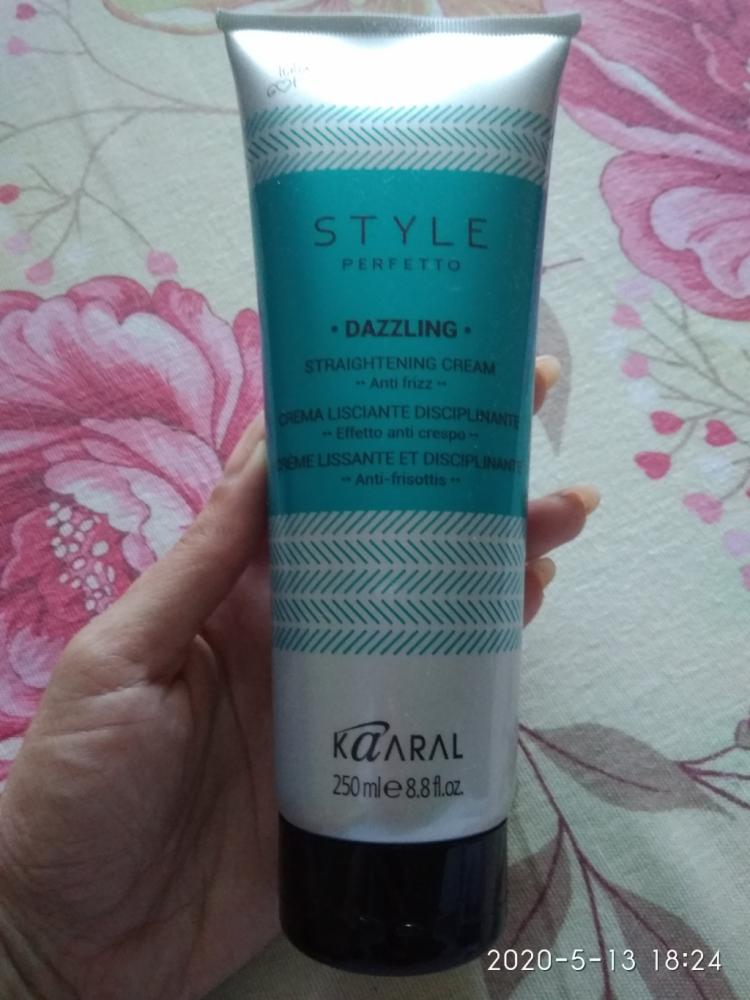 STYLE
PERFETTO
• DAZZLING •
STRAIGHTENING CREAM
•• Anti frizz ••
CREMA LISCIANTE DISCIPLINANTE
•• Effetto anti crespo ••
CRÈME LISSANTE ET DISCIPLINANTE
•• Anti-frisottis ••
KaARAL
250 ml e 8.8 fl.oz.
2020-5-13 18:24